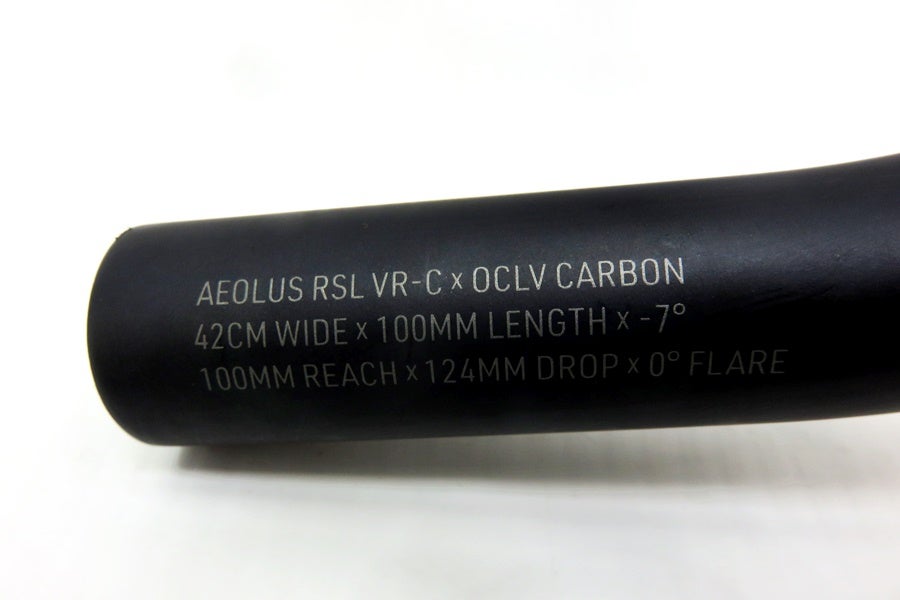 AEOLUS RSL VR-C x OCLV CARBON
42CM WIDE x 100MM LENGTH x -7°
100MM REACH x 124MM DROP x 0° FLARE